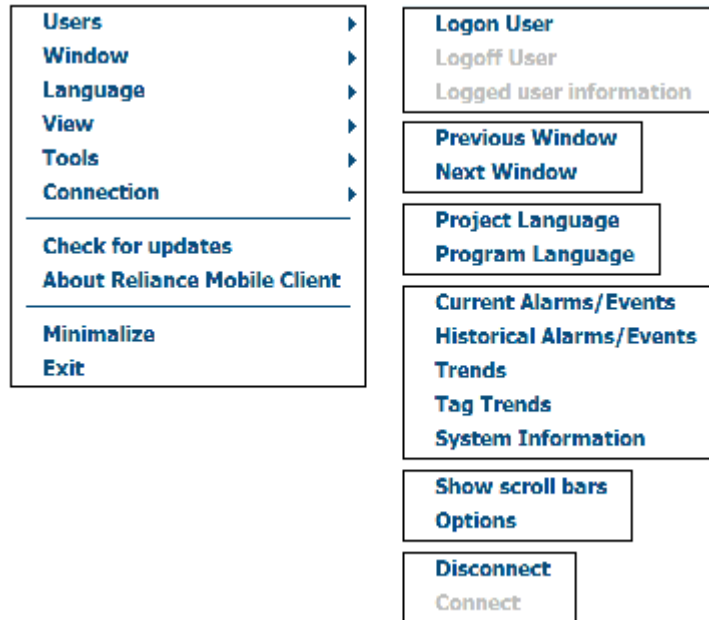 Users
Window
Language
View
Tools
Connection
Check for updates
About Reliance Mobile Client
Minimalize
Exit
Logon User
Logoff User
Logged user information
Previous Window
Next Window
Project Language
Program Language
Current Alarms/Events
Historical Alarms/Events
Trends
Tag Trends
System Information
Show scroll bars
Options
Disconnect
Connect